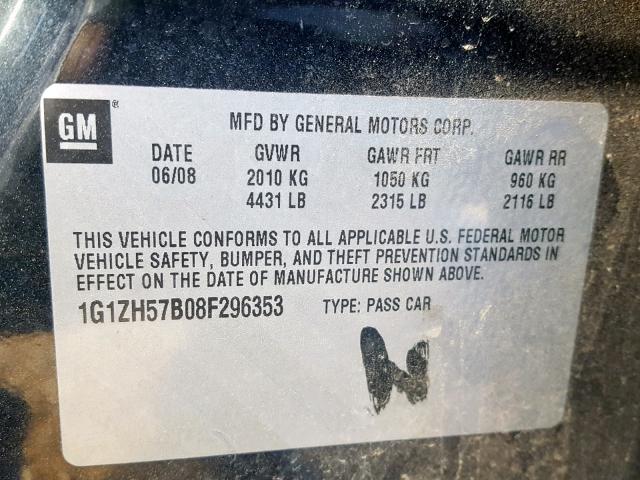 GM®
MFD BY GENERAL MOTORS CORP.
DATE GVWR GAWR FRT GAWR RR
06/08 2010 KG 1050 KG 960 KG
4431 LB 2315 LB 2116 LB
THIS VEHICLE CONFORMS TO ALL APPLICABLE U.S. FEDERAL MOTOR
VEHICLE SAFETY, BUMPER, AND THEFT PREVENTION STANDARDS IN
EFFECT ON THE DATE OF MANUFACTURE SHOWN ABOVE.
1G1ZH57B08F296353 TYPE: PASS CAR